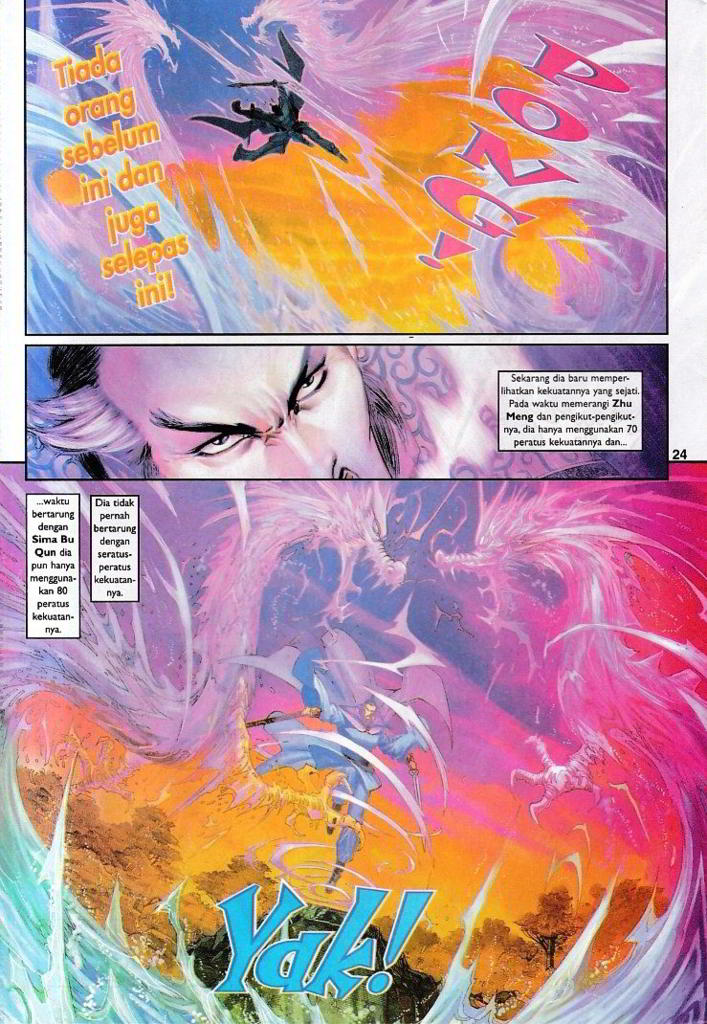 Tiada
orang
sebelum
ini dan
juga
selepas
ini!
PONG!
Sekarang dia baru memper-
lihatkan kekuatannya yang sejati.
Pada waktu memerangi Zhu
Meng dan pengikut-pengikut-
nya, dia hanya menggunakan 70
peratus kekuatannya dan...
24
...waktu
bertarung
dengan
Sima Bu
Qun dia
pun hanya
mengguna-
kan 80
peratus
kekuatan-
nya.
Dia tidak
pernah
bertarung
dengan
seratus-
peratus
kekuatan-
nya.
Yak!